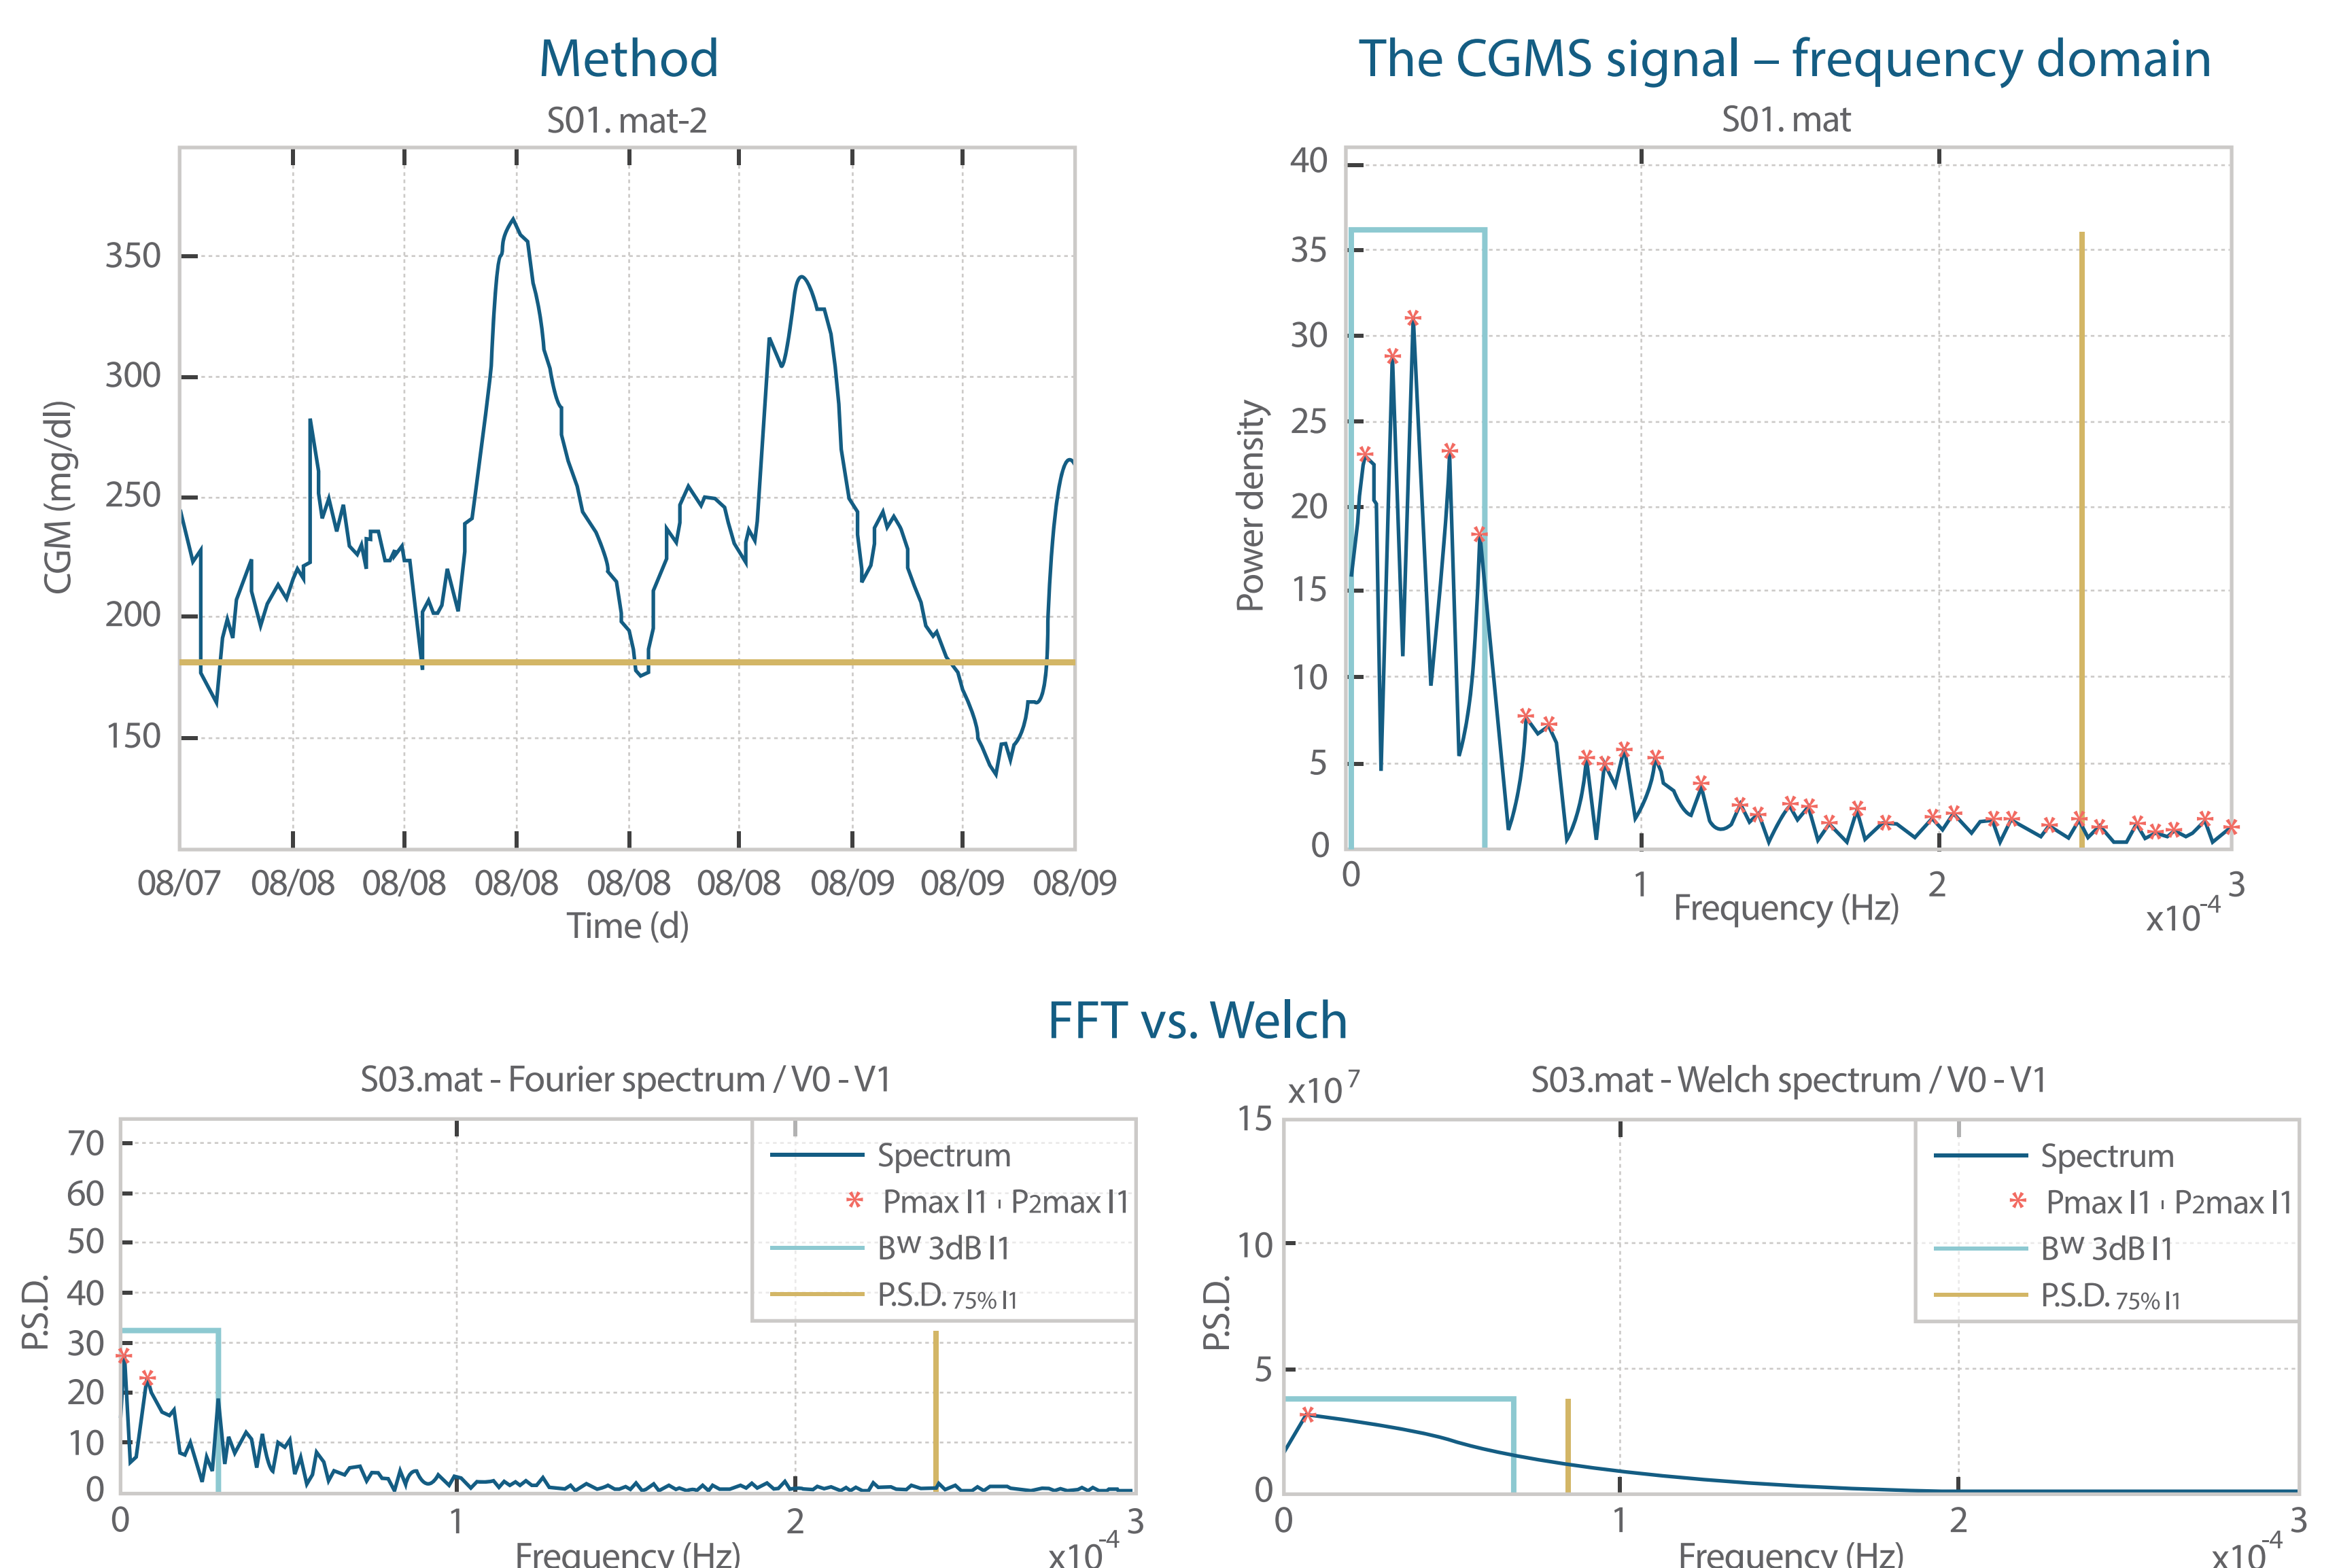 Method
S01. mat-2
CGM (mg/dl)
350
300
250
200
150
08/07 08/08 08/08 08/08 08/08 08/08 08/09 08/09 08/09
Time (d)
The CGMS signal – frequency domain
S01. mat
Power density
40
35
30
25
20
15
10
5
0
0 1 2 3
Frequency (Hz)
x10-4
FFT vs. Welch
S03.mat - Fourier spectrum / V0 - V1
P.S.D.
70
60
50
40
30
20
10
0
Spectrum
Pmax I1 ' P2max I1
BW 3dB I1
P.S.D. 75% I1
0 1 2 3
Frequency (Hz)
x10-4
x10 7
S03.mat - Welch spectrum / V0 - V1
P.S.D.
15
10
5
0
Spectrum
Pmax I1 ' P2max I1
BW 3dB I1
P.S.D. 75% I1
0 1 2 3
Frequency (Hz)
x10-4